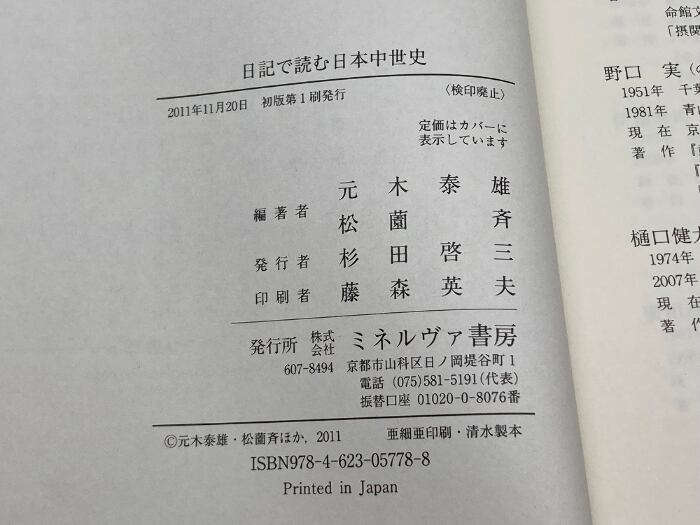 日記で読む日本中世史
2011年11月20日 初版第1刷発行 〈検印廃止〉
定価はカバーに
表示しています
編著者 元木泰雄
松薗斉
発行者 杉田啓三
印刷者 藤森英夫
発行所 株式会社 ミネルヴァ書房
607-8494 京都市山科区日ノ岡堤谷町1
電話 (075)581-5191(代表)
振替口座 01020-0-8076番
©元木泰雄・松薗斉ほか, 2011 亜細亜印刷・清水製本
ISBN978-4-623-05778-8
Printed in Japan
命館文
「摂関
野口 実
1951年 千葉
1981年 青山
現在 京
著作
樋口健太
1974年
2007年
現在
著作